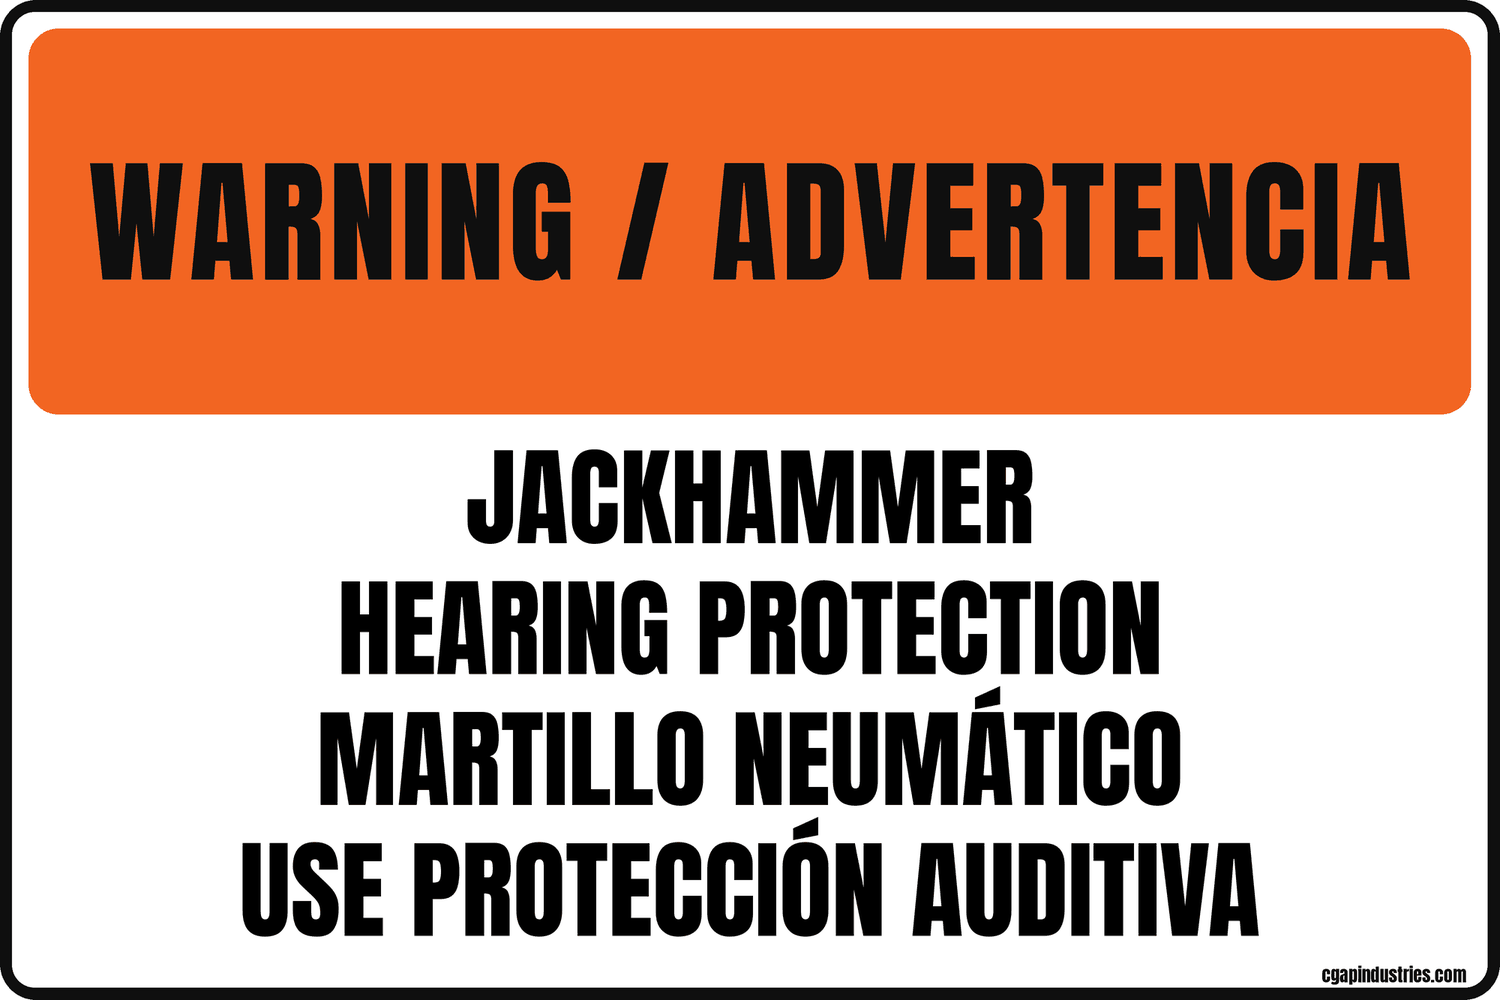 WARNING / ADVERTENCIA
JACKHAMMER
HEARING PROTECTION
MARTILLO NEUMÁTICO
USE PROTECCIÓN AUDITIVA
cgapindustries.com